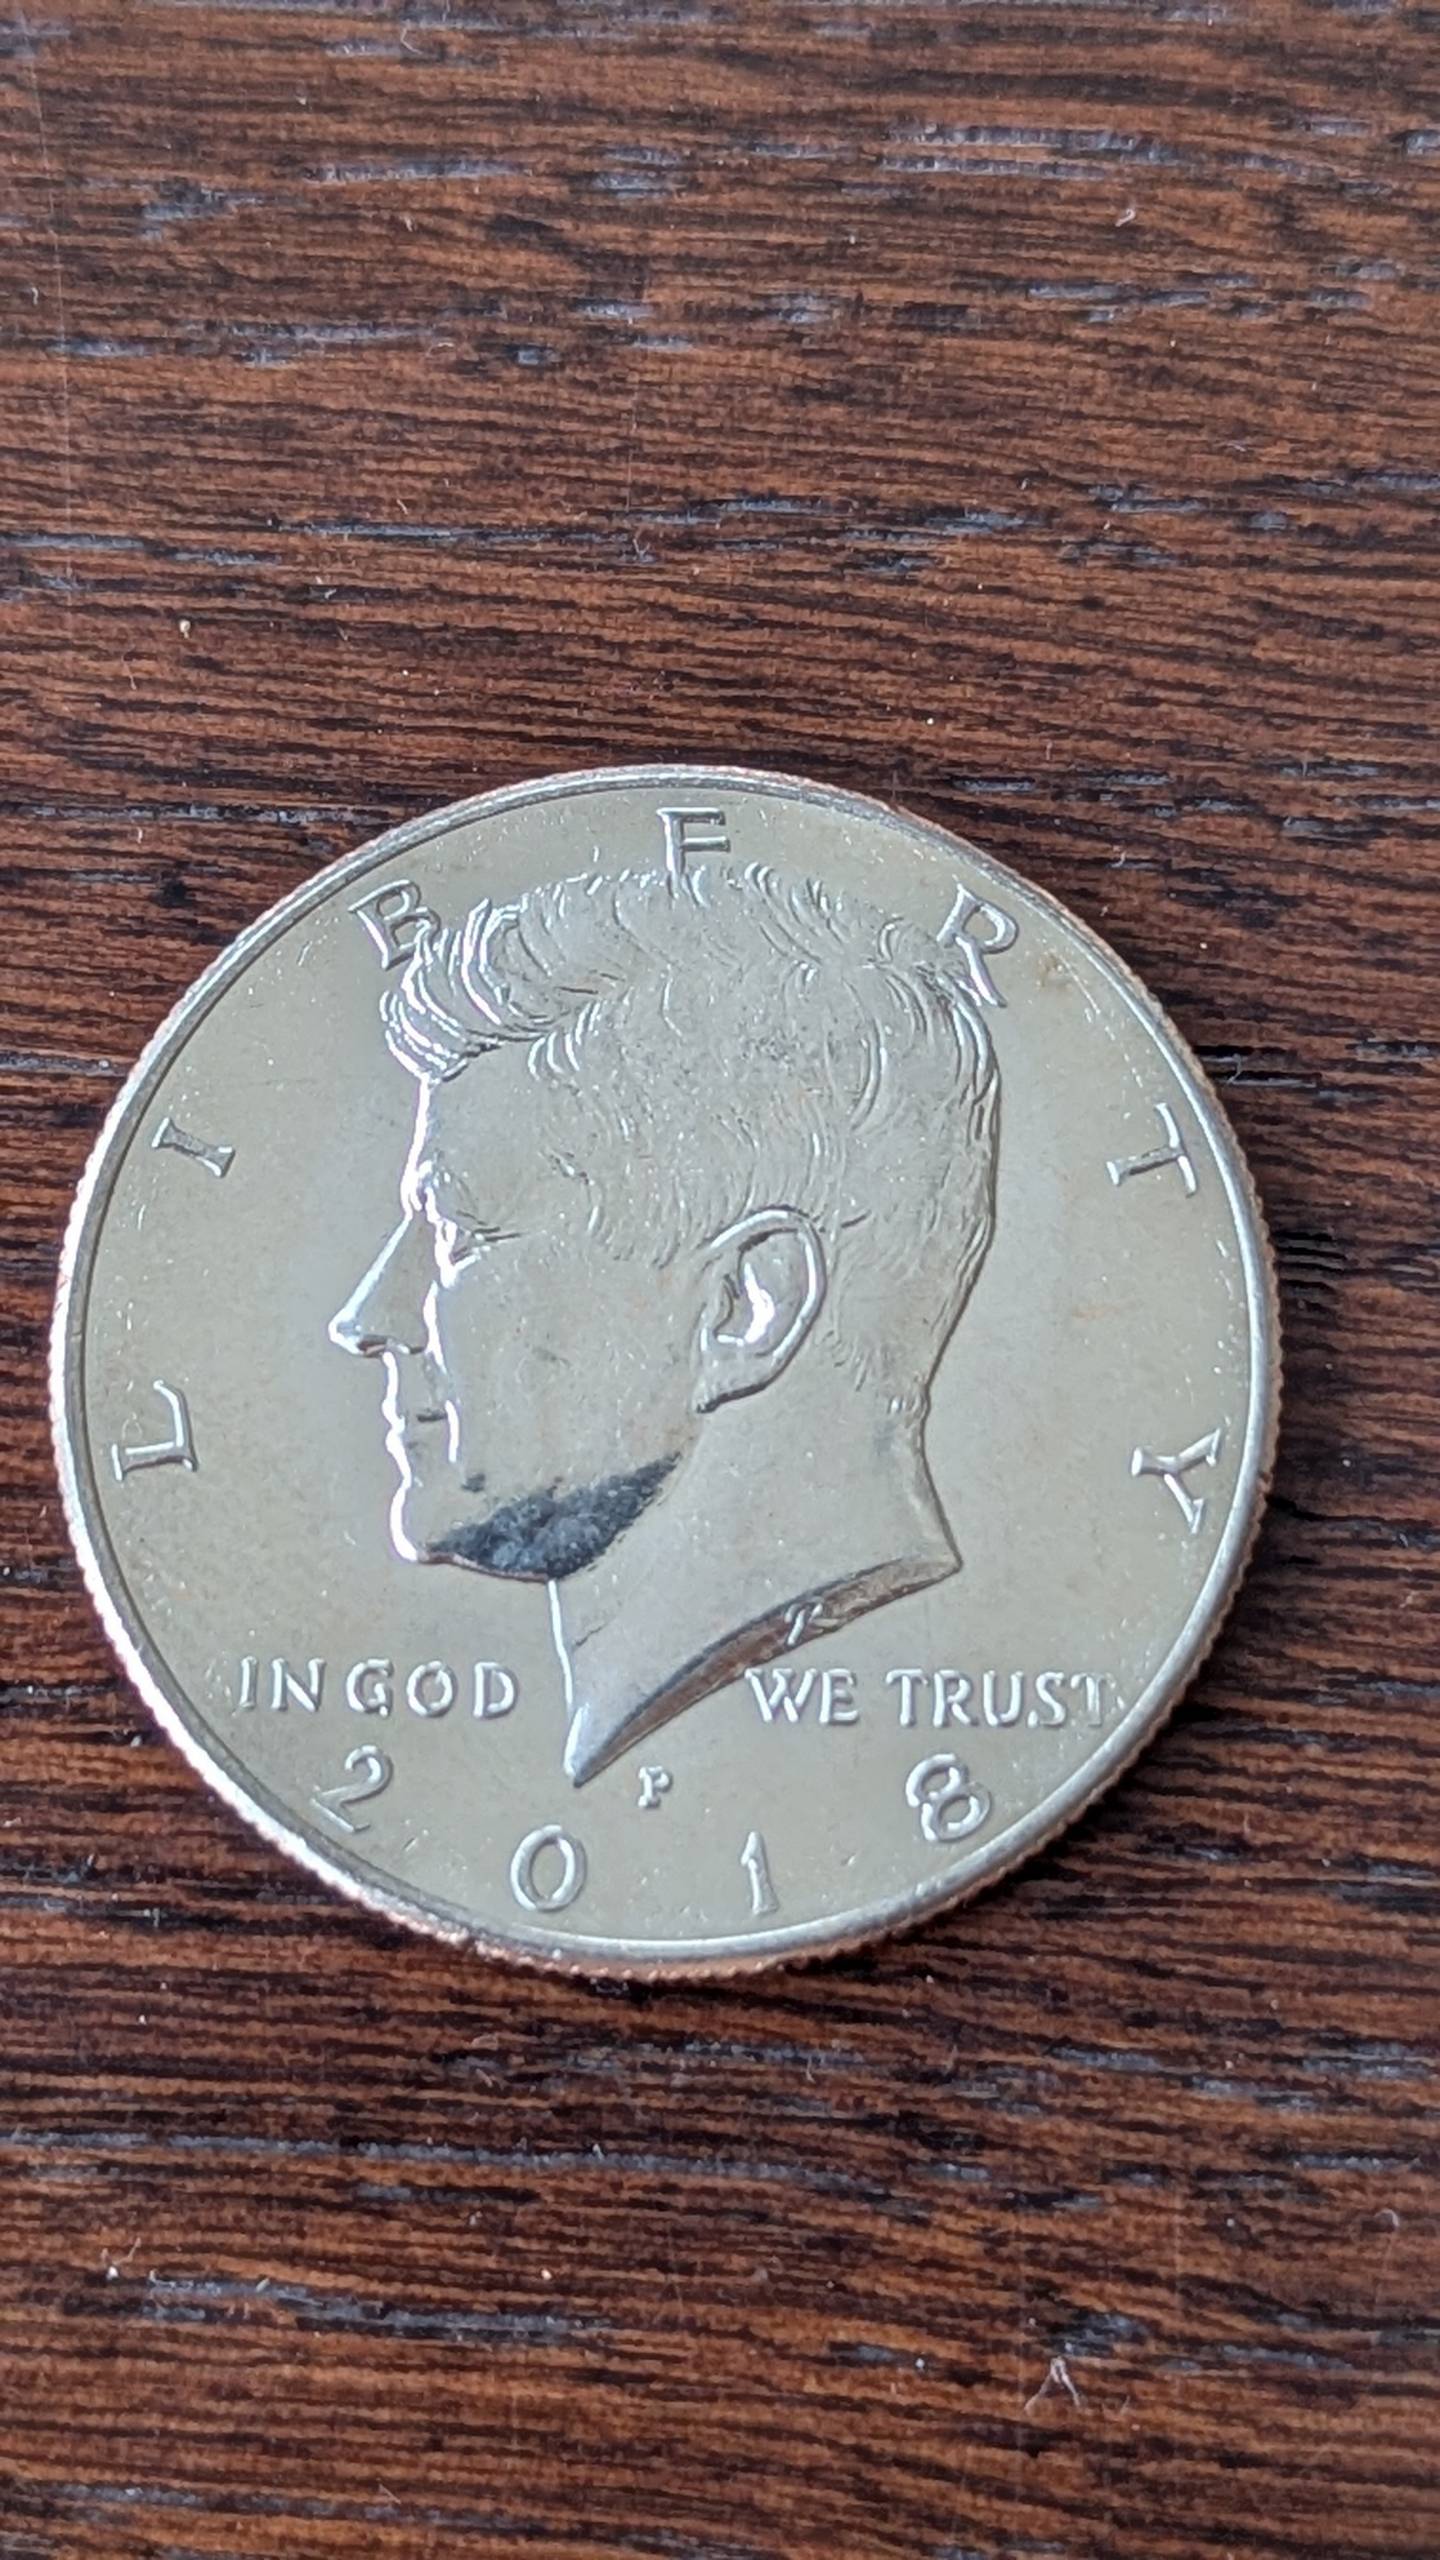 LIBERTY
IN GOD WE TRUST
P
2018